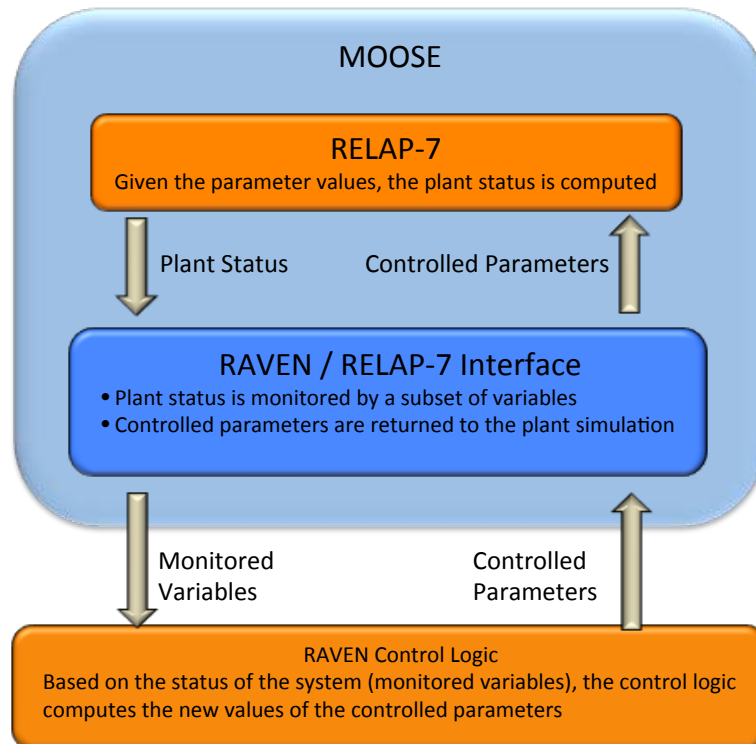 MOOSE
RELAP-7
Given the parameter values, the plant status is computed
Plant Status
Controlled Parameters
RAVEN / RELAP-7 Interface
• Plant status is monitored by a subset of variables
• Controlled parameters are returned to the plant simulation
Monitored
Variables
Controlled
Parameters
RAVEN Control Logic
Based on the status of the system (monitored variables), the control logic
computes the new values of the controlled parameters